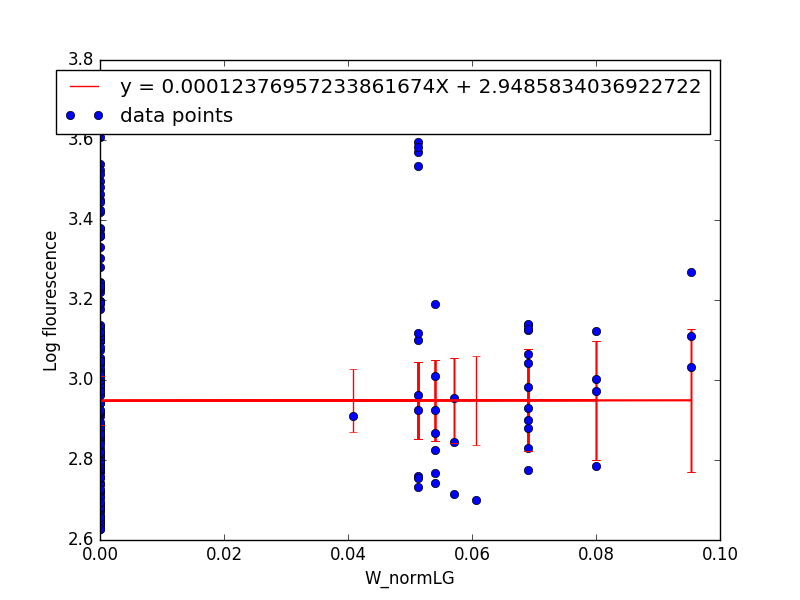 3.8
y = 0.00012376957233861674X + 2.9485834036922722
data points
3.6
3.4
3.2
3.0
2.8
2.6
Log flourescence
0.00 0.02 0.04 0.06 0.08 0.10
W_normLG